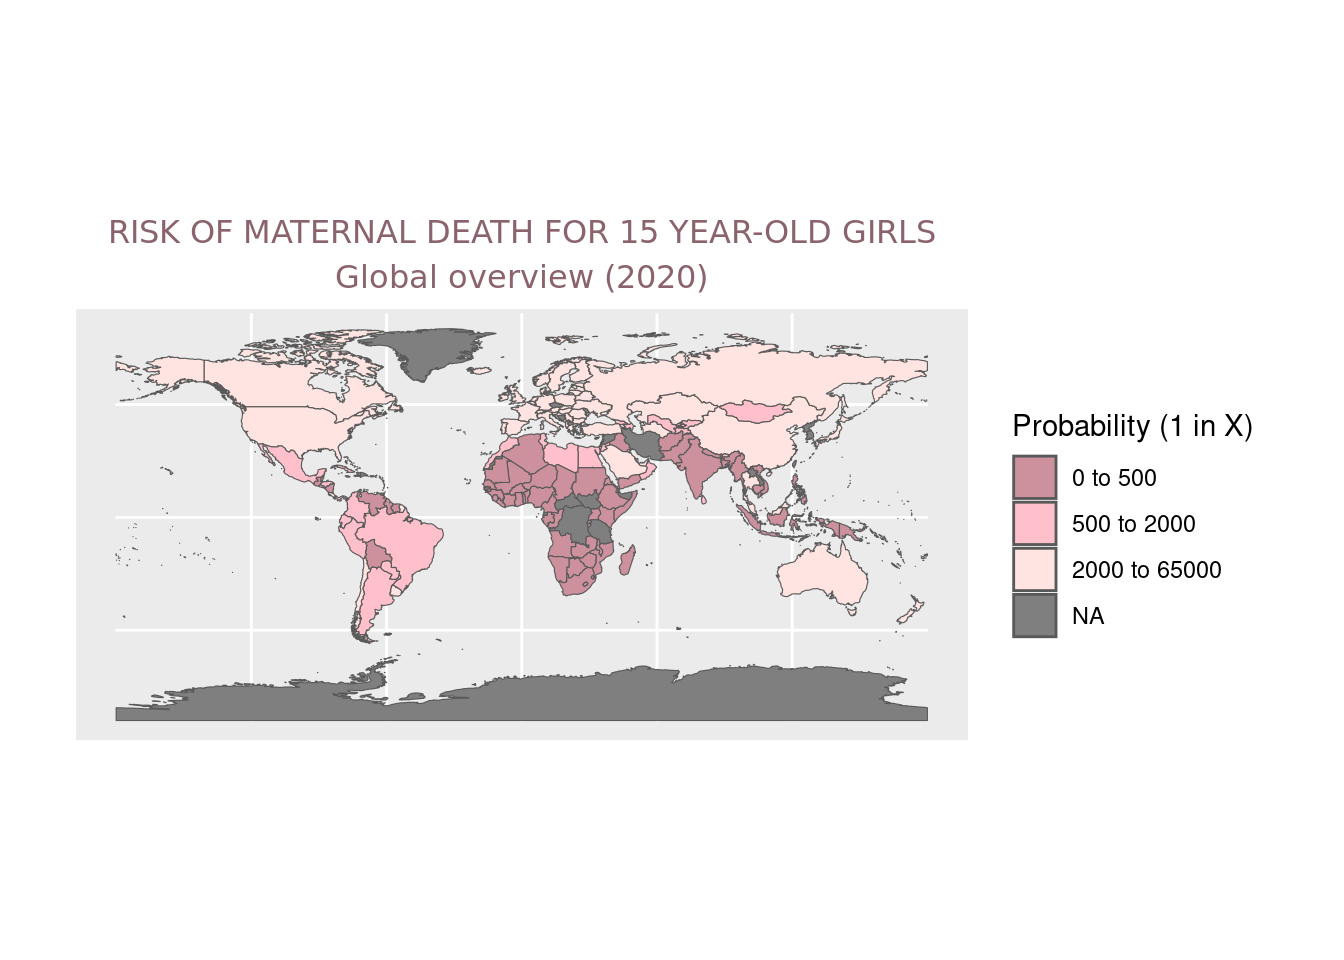 RISK OF MATERNAL DEATH FOR 15 YEAR-OLD GIRLS
Global overview (2020)
Probability (1 in X)
0 to 500
500 to 2000
2000 to 65000
NA